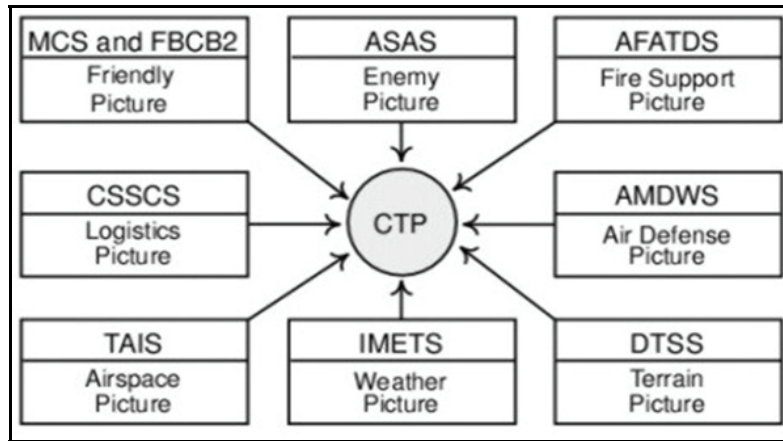 MCS and FBCB2
Friendly
Picture
ASAS
Enemy
Picture
AFATDS
Fire Support
Picture
CSSCS
Logistics
Picture
CTP
AMDWS
Air Defense
Picture
TAIS
Airspace
Picture
IMETS
Weather
Picture
DTSS
Terrain
Picture